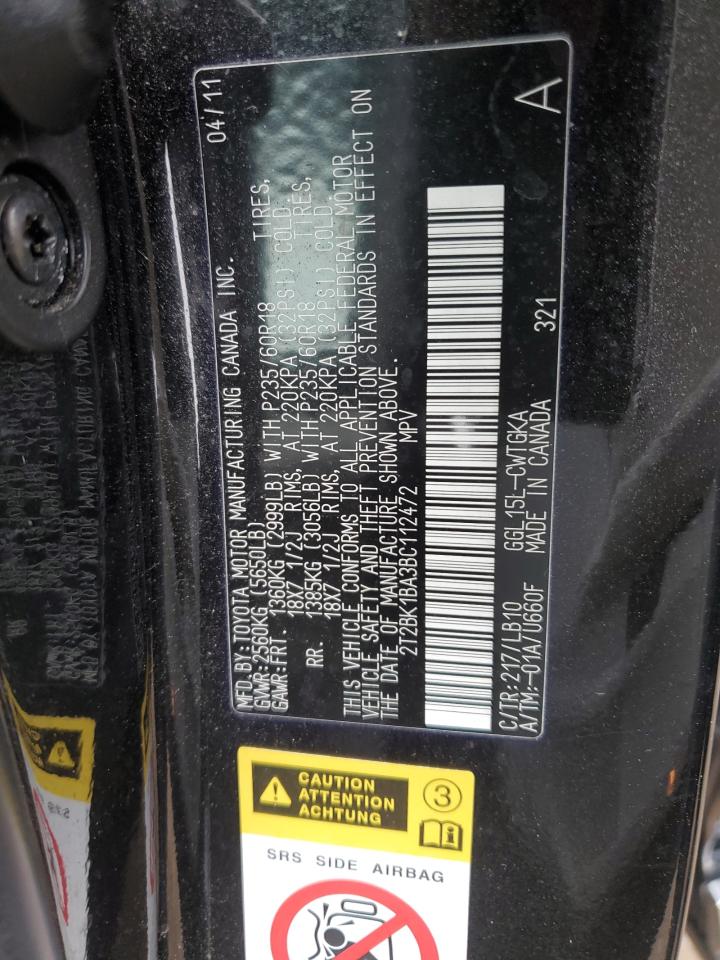 MFD.BY:TOYOTA MOTOR MANUFACTURING CANADA INC. 04/11
GVWR:2560KG (5650LB)
GAWR:FRT. 1360KG (2999LB) WITH P235/60R18 TIRES,
18X7 1/2J RIMS, AT 220KPA (32PSI) COLD.
RR. 1385KG (3056LB) WITH P235/60R18 TIRES,
18X7 1/2J RIMS, AT 220KPA (32PSI) COLD.
THIS VEHICLE CONFORMS TO ALL APPLICABLE FEDERAL MOTOR
VEHICLE SAFETY AND THEFT PREVENTION STANDARDS IN EFFECT ON
THE DATE OF MANUFACTURE SHOWN ABOVE.
2T2BK1BA3BC112472 MPV
C/TR:217/LB10 GGL15L-CWTGKA
A/TM:-01A/U660F MADE IN CANADA 321 A
CAUTION
ATTENTION
ACHTUNG
3
i
SRS SIDE AIRBAG